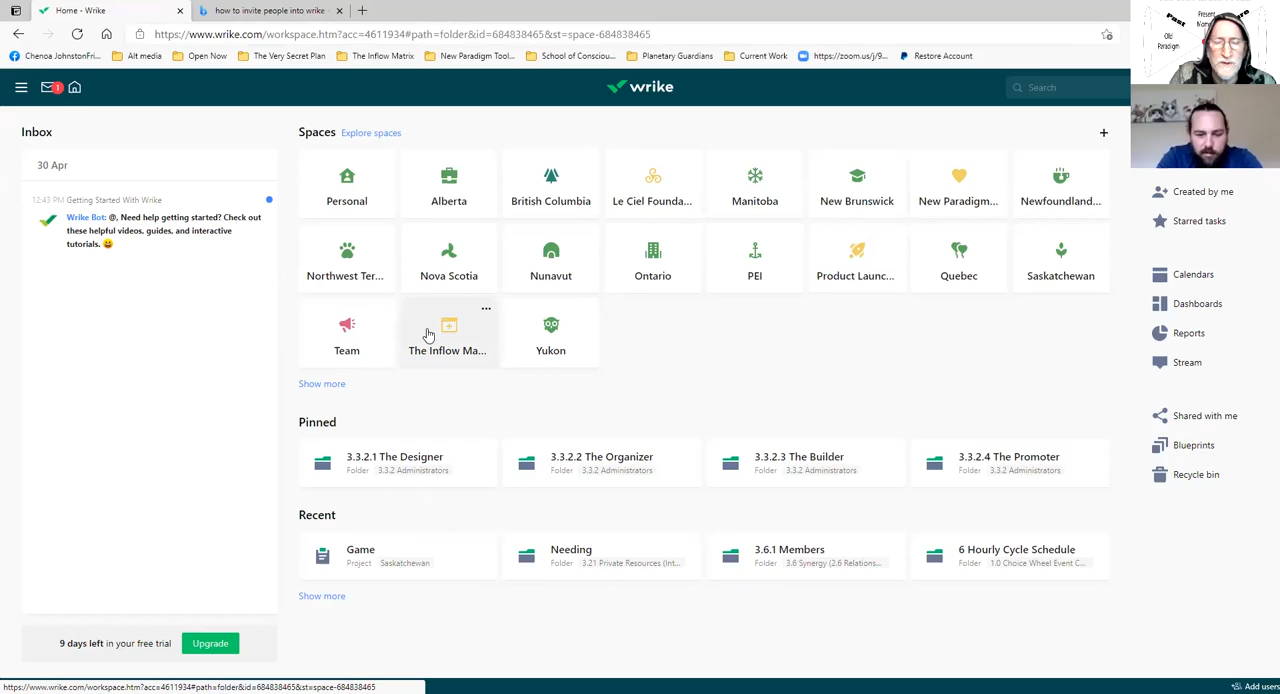 Home - Wrike
how to invite people into wrike
https://www.wrike.com/workspace.htm?acc=4611934#path=folder&id=684838465&st=space-684838465
Chenoa JohnstonFri...
Alt media
Open Now
The Very Secret Plan
The Inflow Matrix
New Paradigm Tool...
School of Consciou...
Planetary Guardians
Current Work
https://zoom.us/j/9...
Restore Account
Past
Present
Old
Paradigm
1
wrike
Search
Inbox
30 Apr
12:43 PM Getting Started With Wrike
Wrike Bot: @, Need help getting started? Check out
these helpful videos, guides, and interactive
tutorials.
9 days left in your free trial
Upgrade
Spaces Explore spaces
Personal
Alberta
British Columbia
Le Ciel Founda...
Manitoba
New Brunswick
New Paradigm...
Newfoundland...
Northwest Ter...
Nova Scotia
Nunavut
Ontario
PEI
Product Launc...
Quebec
Saskatchewan
Team
The Inflow Ma...
Yukon
Show more
Pinned
3.3.2.1 The Designer
Folder 3.3.2 Administrators
3.3.2.2 The Organizer
Folder 3.3.2 Administrators
3.3.2.3 The Builder
Folder 3.3.2 Administrators
3.3.2.4 The Promoter
Folder 3.3.2 Administrators
Recent
Game
Project Saskatchewan
Needing
Folder 3.21 Private Resources (Int...
3.6.1 Members
Folder 3.6 Synergy (2.6 Relations...
6 Hourly Cycle Schedule
Folder 1.0 Choice Wheel Event C...
Show more
Created by me
Starred tasks
Calendars
Dashboards
Reports
Stream
Shared with me
Blueprints
Recycle bin
https://www.wrike.com/workspace.htm?acc=4611934#path=folder&id=684838465&st=space-684838465
Add users